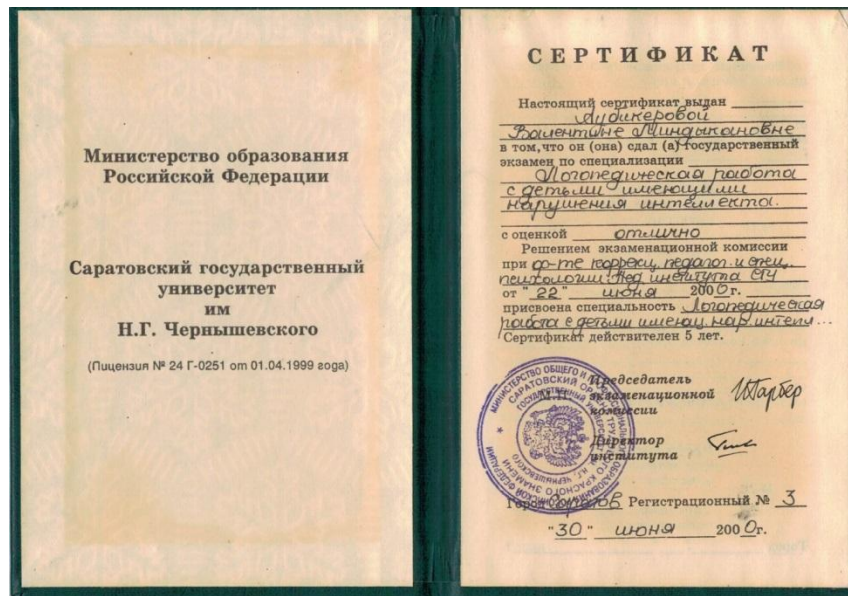 Министерство образования
Российской Федерации
Саратовский государственный
университет
им
Н.Г. Чернышевского
(Лицензия № 24 Г-0251 от 01.04.1999 года)
СЕРТИФИКАТ
Настоящий сертификат выдан
Аудикеровой
Валентине Миндыкановне
в том, что он (она) сдал (а) государственный
экзамен по специализации
Логопедическая работа
с детьми имеющими
нарушения интеллекта.
с оценкой отлично
Решением экзаменационной комиссии
при ф-те коррекц. педагог. и спец.
психологии Пед института СГУ
от "22" июня 2000г.
присвоена специальность Логопедическая
работа с детьми имеющ. нар. интелл...
Сертификат действителен 5 лет.
Председатель
М.П. экзаменационной
комиссии
Директор
института
Город Саратов Регистрационный № 3
"30" июня 2000г.